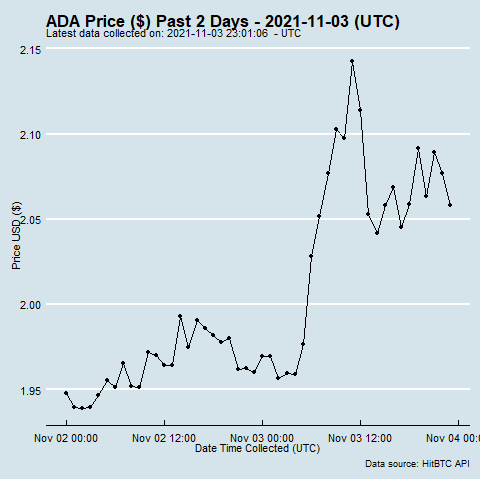 ADA Price ($) Past 2 Days - 2021-11-03 (UTC)
Latest data collected on: 2021-11-03 23:01:06  - UTC
2.15
2.10
2.05
2.00
1.95
Price USD ($)
Nov 02 00:00
Nov 02 12:00
Nov 03 00:00
Nov 03 12:00
Nov 04 00:0
Date Time Collected (UTC)
Data source: HitBTC API